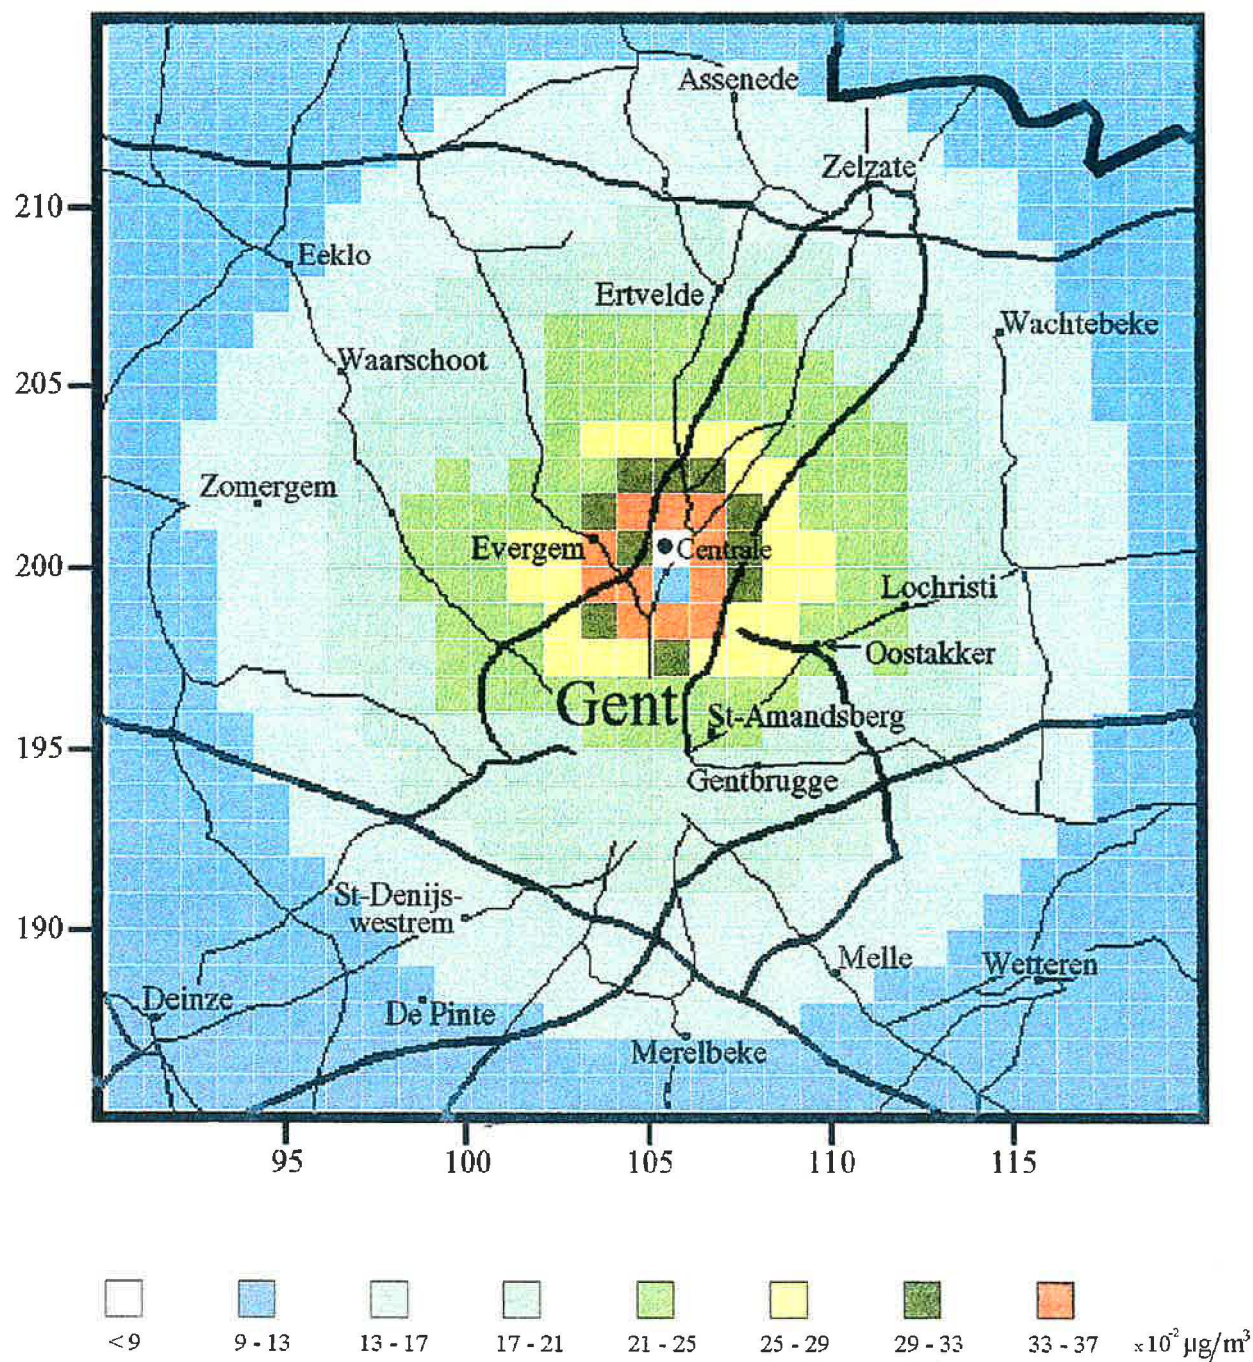 Assenede
Zelzate
210
Eeklo
Ertvelde
Wachtebeke
Waarschoot
205
Zomergem
Evergem
Centrale
200
Lochristi
Oostakker
Gent
St-Amandsberg
195
Gentbrugge
St-Denijs-
westrem
190
Melle
Wetteren
Deinze
De Pinte
Merelbeke
95 100 105 110 115
<9 9 - 13 13 - 17 17 - 21 21 - 25 25 - 29 29 - 33 33 - 37 x10⁻² µg/m³